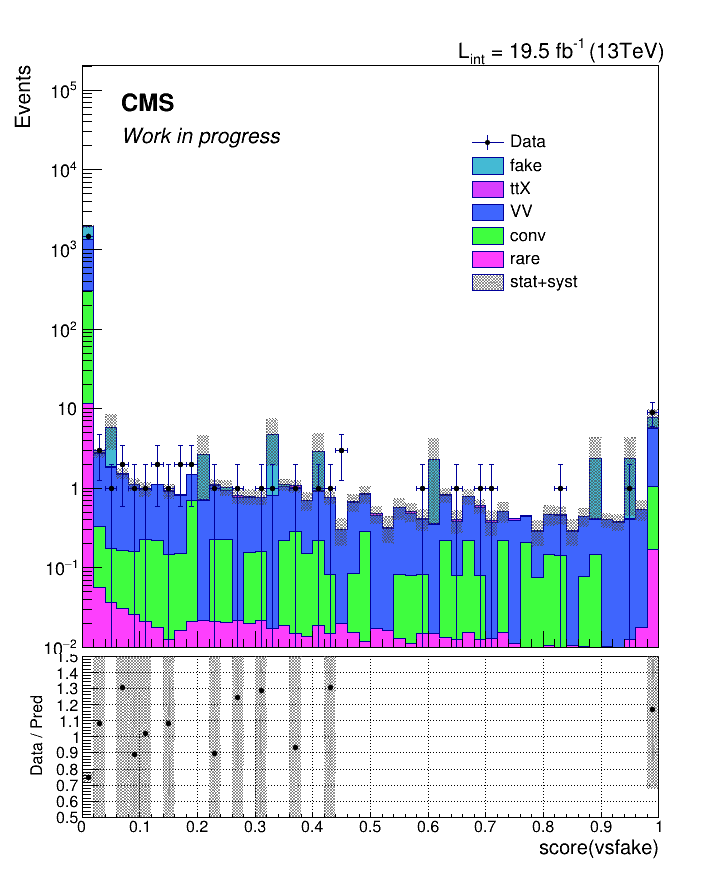 L_int = 19.5 fb^-1 (13TeV)
Events
CMS
Work in progress
Data
fake
ttX
VV
conv
rare
stat+syst
10^5
10^4
10^3
10^2
10
1
10^-1
10^-2
Data / Pred
1.5
1.4
1.3
1.2
1.1
1
0.9
0.8
0.7
0.6
0.5
0 0.1 0.2 0.3 0.4 0.5 0.6 0.7 0.8 0.9 1
score(vsfake)